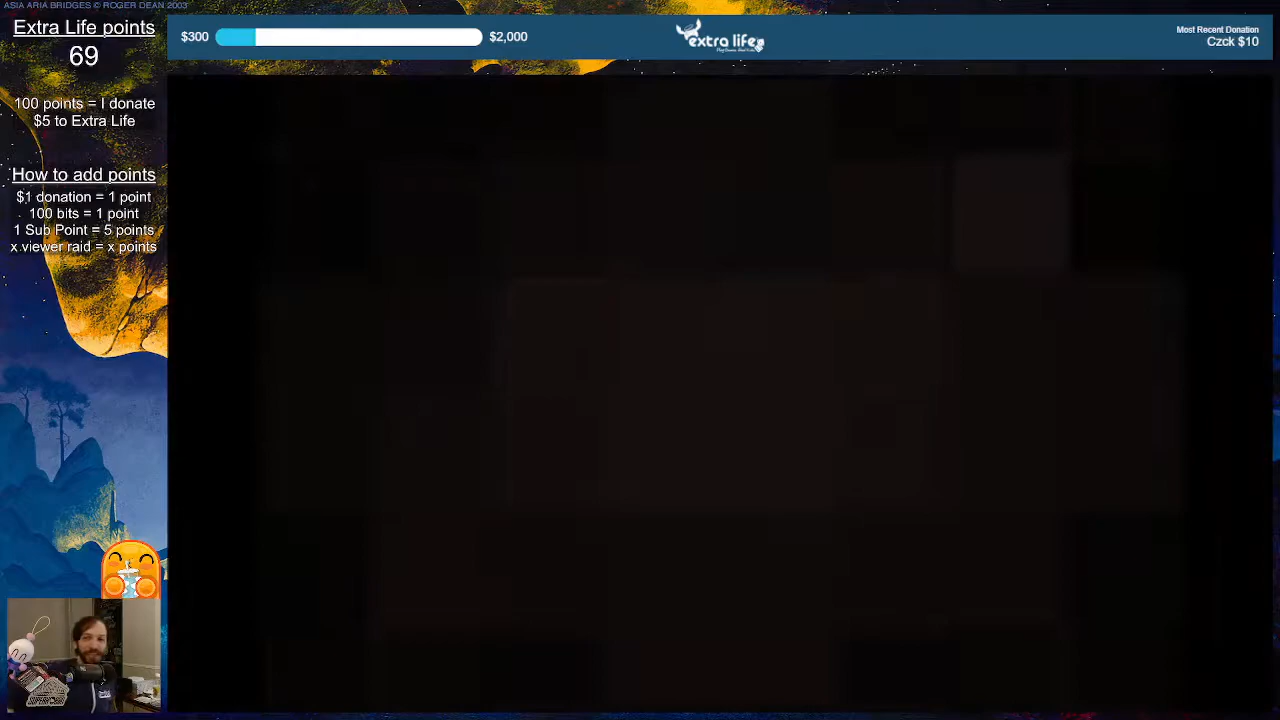 ASIA ARIA BRIDGES © ROGER DEAN 2003
Extra Life points
69
100 points = I donate
$5 to Extra Life
How to add points
$1 donation = 1 point
100 bits = 1 point
1 Sub Point = 5 points
x viewer raid = x points
$300
$2,000
extra life
Most Recent Donation
Czck $10